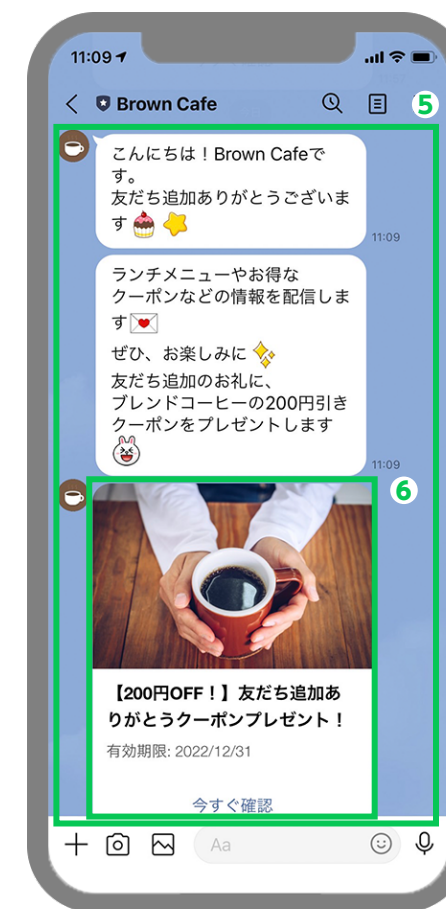 11:09
Brown Cafe
5
こんにちは！Brown Cafeで
す。
友だち追加ありがとうございま
す
11:09
ランチメニューやお得な
クーポンなどの情報を配信しま
す
ぜひ、お楽しみに
友だち追加のお礼に、
ブレンドコーヒーの200円引き
クーポンをプレゼントします
11:09
6
【200円OFF！】友だち追加あ
りがとうクーポンプレゼント！
有効期限: 2022/12/31
今すぐ確認
Aa